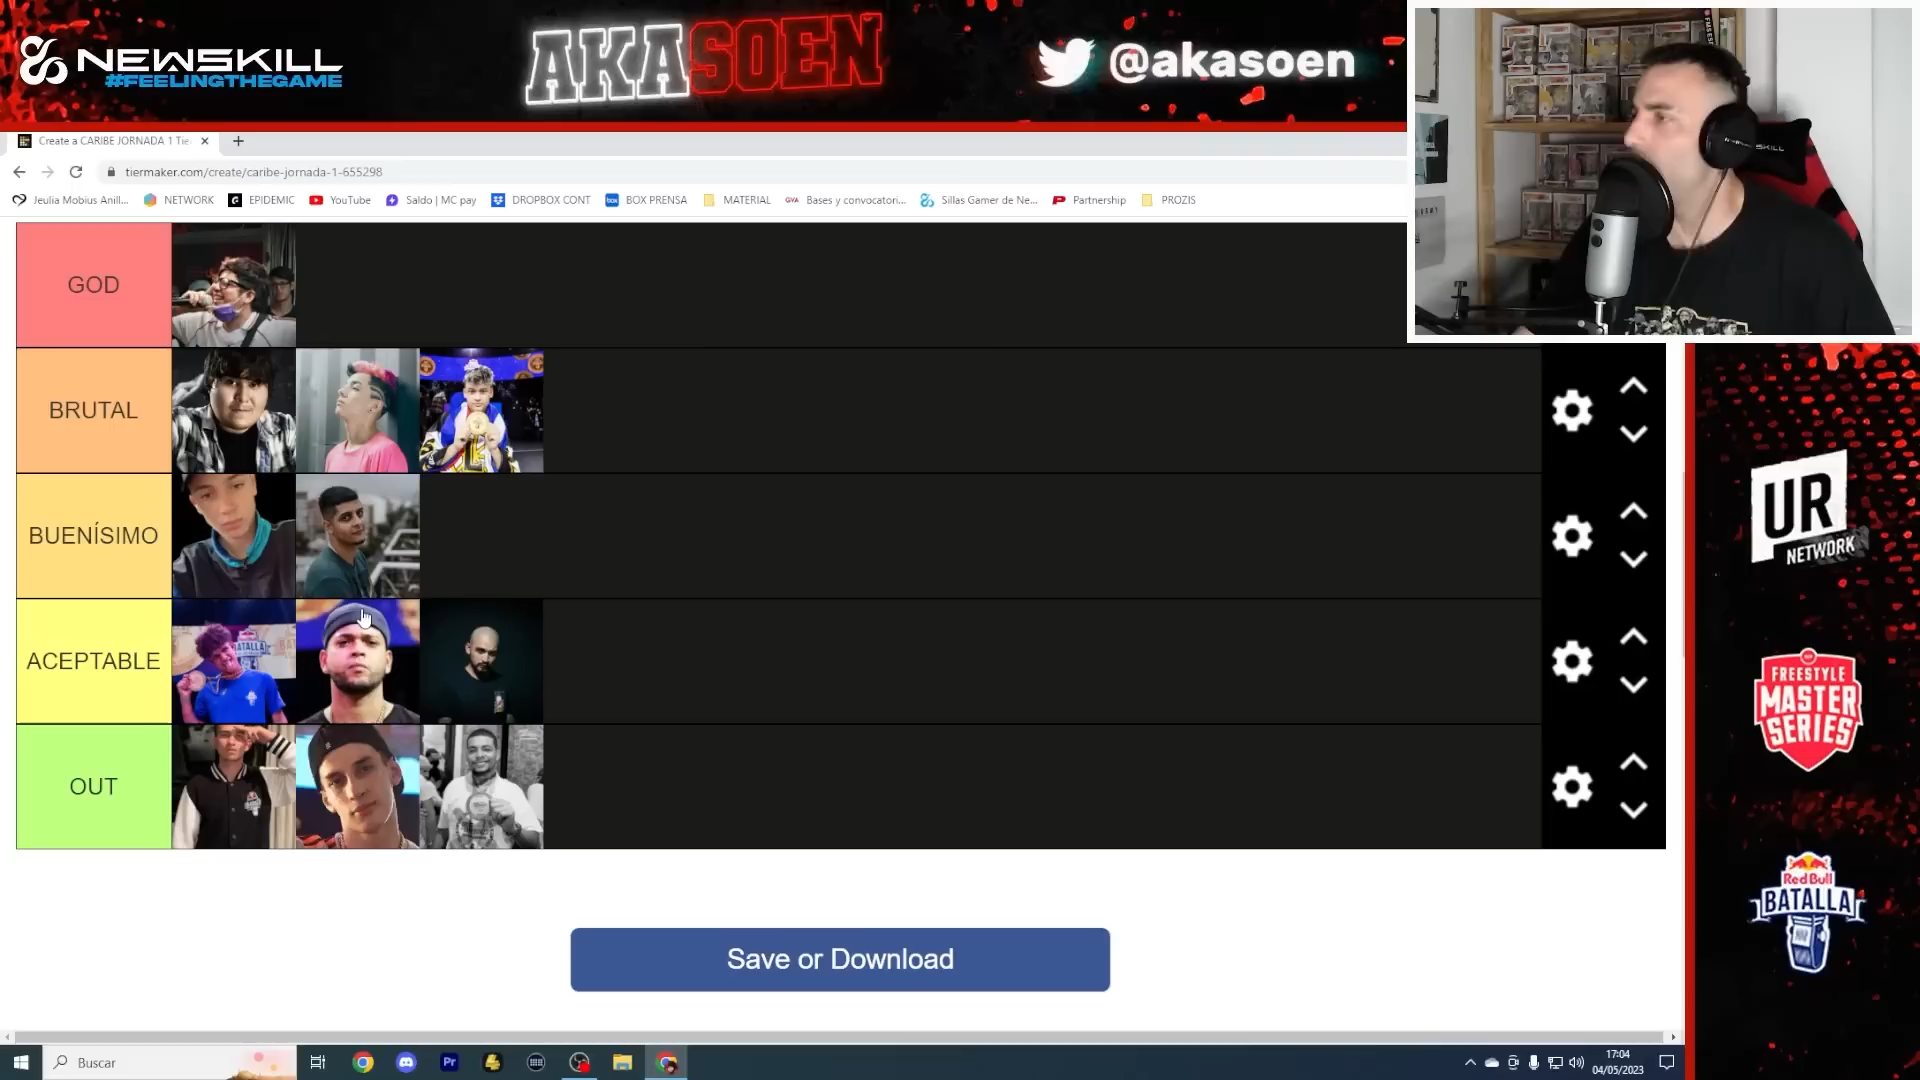 NEWSKILL
#FEELINGTHEGAME
AKASOEN
@akasoen
Create a CARIBE JORNADA 1 Tie
tiermaker.com/create/caribe-jornada-1-655298
Jeulia Mobius Anill...
NETWORK
EPIDEMIC
YouTube
Saldo | MC pay
DROPBOX CONT
box
BOX PRENSA
MATERIAL
GVA
Bases y convocatori...
Sillas Gamer de Ne...
Partnership
PROZIS
GOD
BRUTAL
BUENÍSIMO
ACEPTABLE
OUT
Save or Download
UR
NETWORK
FREESTYLE
MASTER
SERIES
Red Bull
BATALLA
Buscar
Pr
17:04
04/05/2023